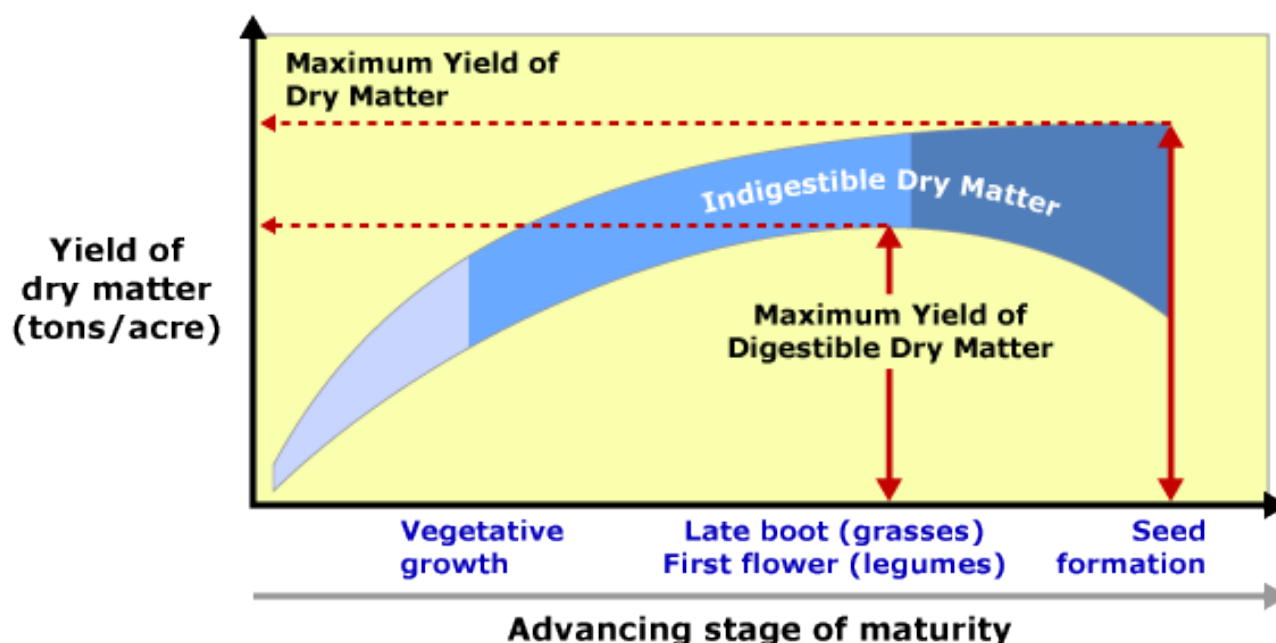 Maximum Yield of
Dry Matter
Indigestible Dry Matter
Yield of
dry matter
(tons/acre)
Maximum Yield of
Digestible Dry Matter
Vegetative
growth
Late boot (grasses)
First flower (legumes)
Seed
formation
Advancing stage of maturity